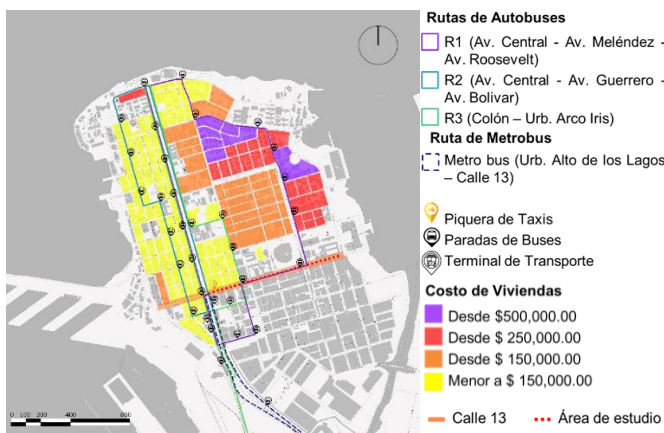 Rutas de Autobuses
R1 (Av. Central - Av. Meléndez -
Av. Roosevelt)
R2 (Av. Central - Av. Guerrero -
Av. Bolivar)
R3 (Colón – Urb. Arco Iris)
Ruta de Metrobus
Metro bus (Urb. Alto de los Lagos
– Calle 13)
Piquera de Taxis
Paradas de Buses
Terminal de Transporte
Costo de Viviendas
Desde $500,000.00
Desde $ 250,000.00
Desde $ 150,000.00
Menor a $ 150,000.00
0 100 200 400 800
Calle 13
Área de estudio